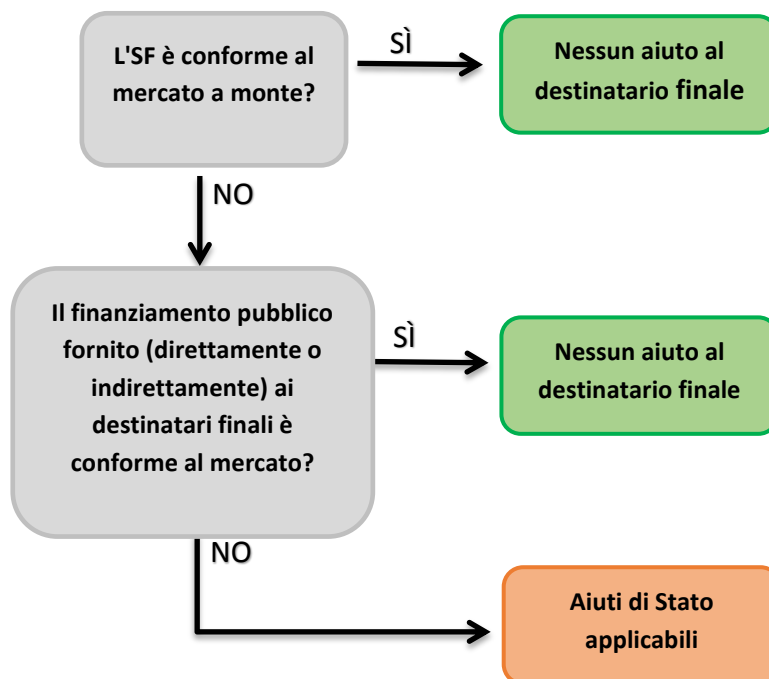 L'SF è conforme al
mercato a monte?
SÌ
Nessun aiuto al
destinatario finale
NO
Il finanziamento pubblico
fornito (direttamente o
indirettamente) ai
destinatari finali è
conforme al mercato?
SÌ
Nessun aiuto al
destinatario finale
NO
Aiuti di Stato
applicabili